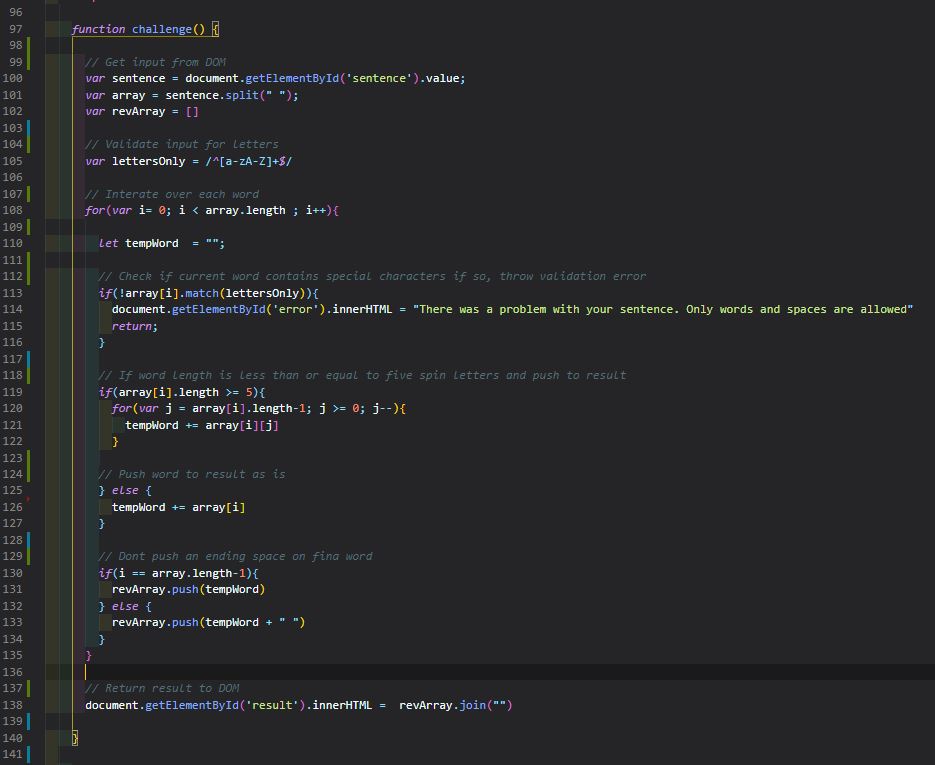 96
97 function challenge() {
98
99 // Get input from DOM
100 var sentence = document.getElementById('sentence').value;
101 var array = sentence.split(" ");
102 var revArray = []
103
104 // Validate input for letters
105 var lettersOnly = /^[a-zA-Z]+$/
106
107 // Interate over each word
108 for(var i= 0; i < array.length ; i++){
109
110 let tempWord  = "";
111
112 // Check if current word contains special characters if so, throw validation error
113 if(!array[i].match(lettersOnly)){
114 document.getElementById('error').innerHTML = "There was a problem with your sentence. Only words and spaces are allowed"
115 return;
116 }
117
118 // If word length is less than or equal to five spin letters and push to result
119 if(array[i].length >= 5){
120 for(var j = array[i].length-1; j >= 0; j--){
121 tempWord += array[i][j]
122 }
123
124 // Push word to result as is
125 } else {
126 tempWord += array[i]
127 }
128
129 // Dont push an ending space on fina word
130 if(i == array.length-1){
131 revArray.push(tempWord)
132 } else {
133 revArray.push(tempWord + " ")
134 }
135 }
136
137 // Return result to DOM
138 document.getElementById('result').innerHTML =  revArray.join("")
139
140 }
141